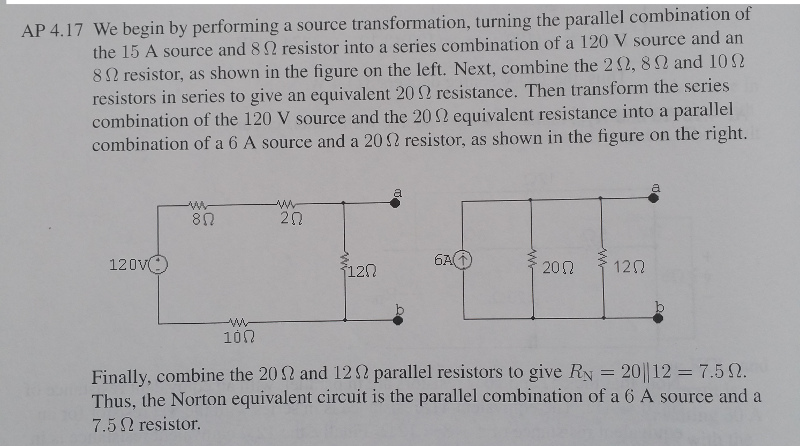 AP 4.17 We begin by performing a source transformation, turning the parallel combination of
the 15 A source and 8 Ω resistor into a series combination of a 120 V source and an
8 Ω resistor, as shown in the figure on the left. Next, combine the 2 Ω, 8 Ω and 10 Ω
resistors in series to give an equivalent 20 Ω resistance. Then transform the series
combination of the 120 V source and the 20 Ω equivalent resistance into a parallel
combination of a 6 A source and a 20 Ω resistor, as shown in the figure on the right.
8Ω 2Ω a
120V 12Ω
10Ω b
a
6A 20Ω 12Ω
b
Finally, combine the 20 Ω and 12 Ω parallel resistors to give R_N = 20||12 = 7.5 Ω.
Thus, the Norton equivalent circuit is the parallel combination of a 6 A source and a
7.5 Ω resistor.